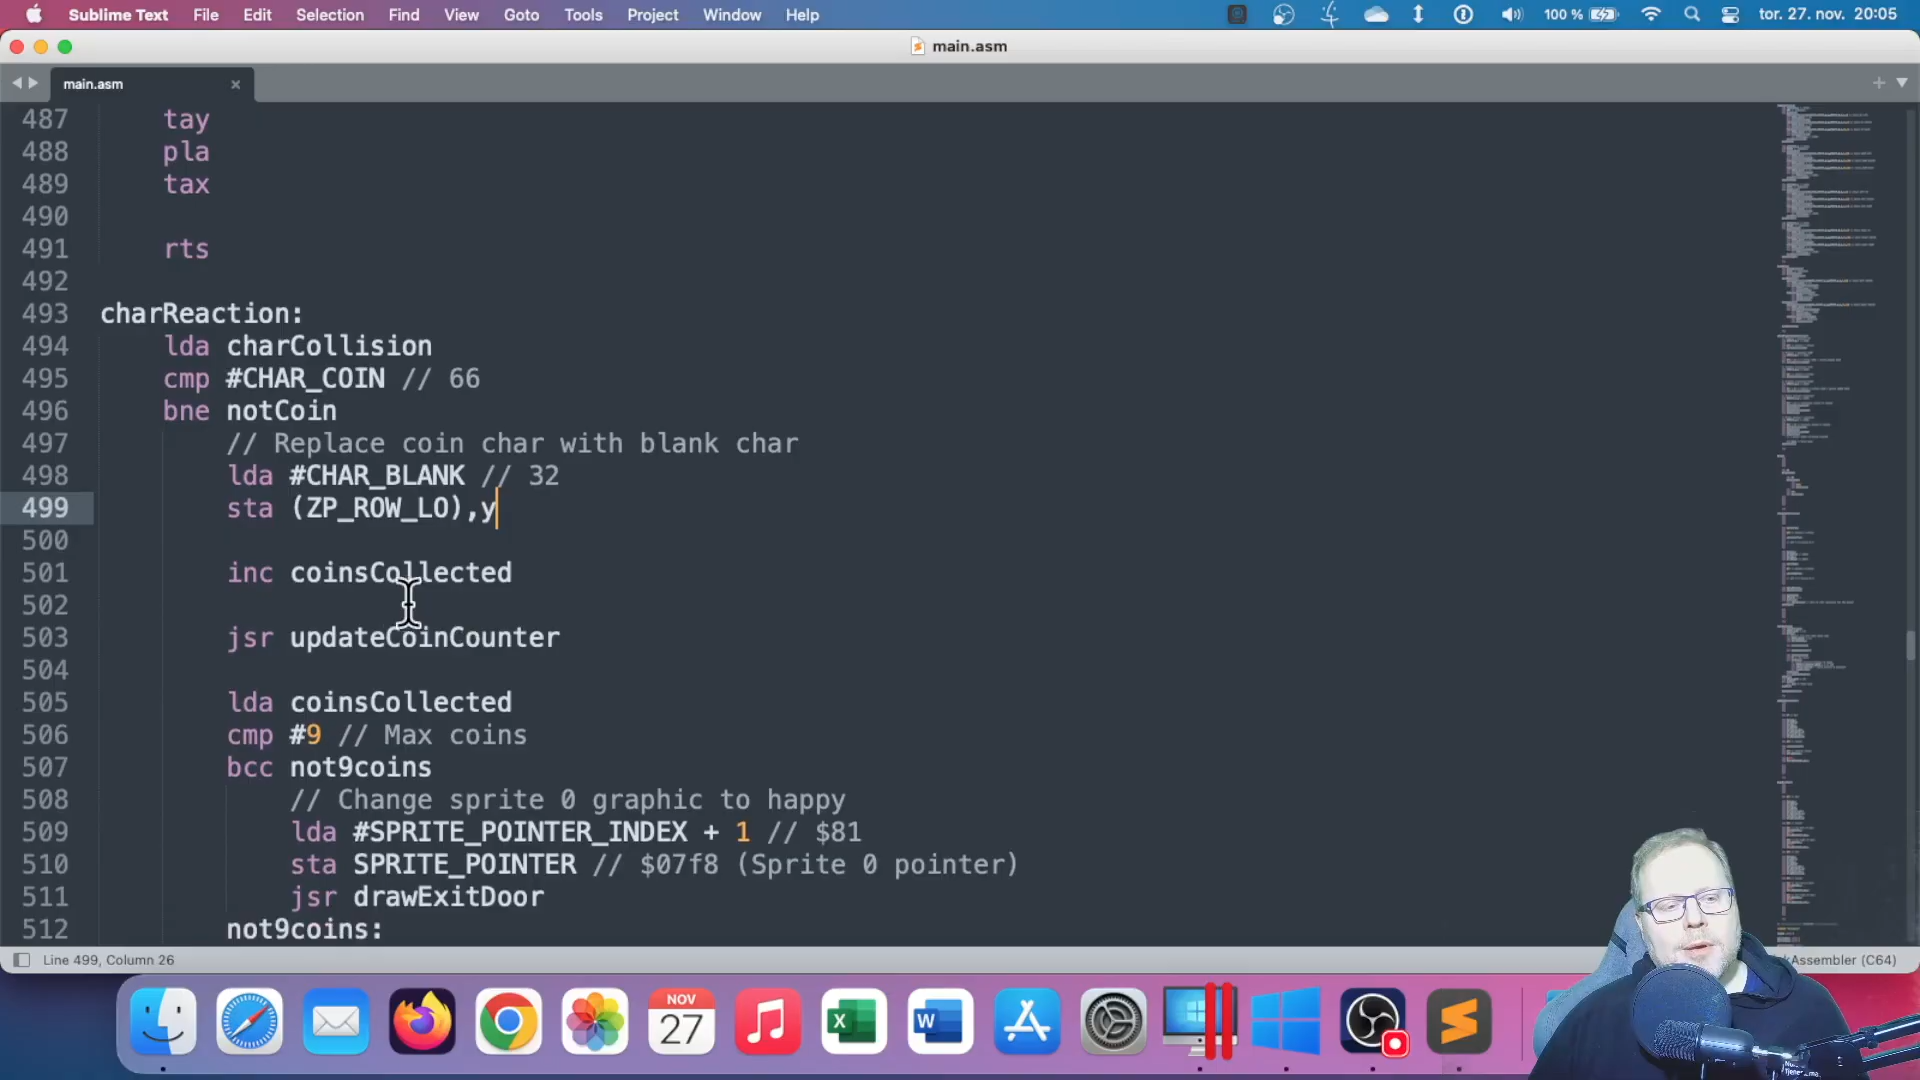 Sublime Text File Edit Selection Find View Goto Tools Project Window Help 100 % tor. 27. nov. 20:05
main.asm
main.asm
487 tay
488 pla
489 tax
490
491 rts
492
493 charReaction:
494 lda charCollision
495 cmp #CHAR_COIN // 66
496 bne notCoin
497 // Replace coin char with blank char
498 lda #CHAR_BLANK // 32
499 sta (ZP_ROW_LO),y
500
501 inc coinsCollected
502
503 jsr updateCoinCounter
504
505 lda coinsCollected
506 cmp #9 // Max coins
507 bcc not9coins
508 // Change sprite 0 graphic to happy
509 lda #SPRITE_POINTER_INDEX + 1 // $81
510 sta SPRITE_POINTER // $07f8 (Sprite 0 pointer)
511 jsr drawExitDoor
512 not9coins:
Line 499, Column 26 kAssembler (C64)
NOV
27